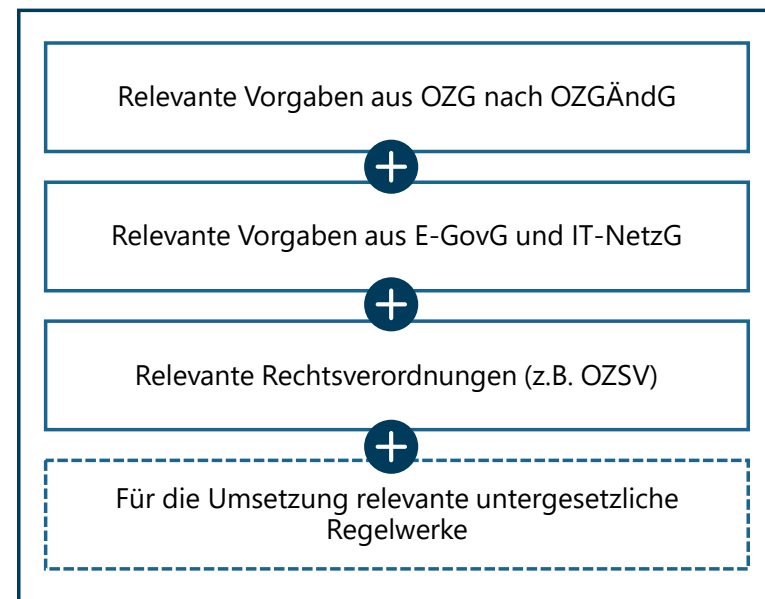 Relevante Vorgaben aus OZG nach OZGÄndG
Relevante Vorgaben aus E-GovG und IT-NetzG
Relevante Rechtsverordnungen (z.B. OZSV)
Für die Umsetzung relevante untergesetzliche
Regelwerke